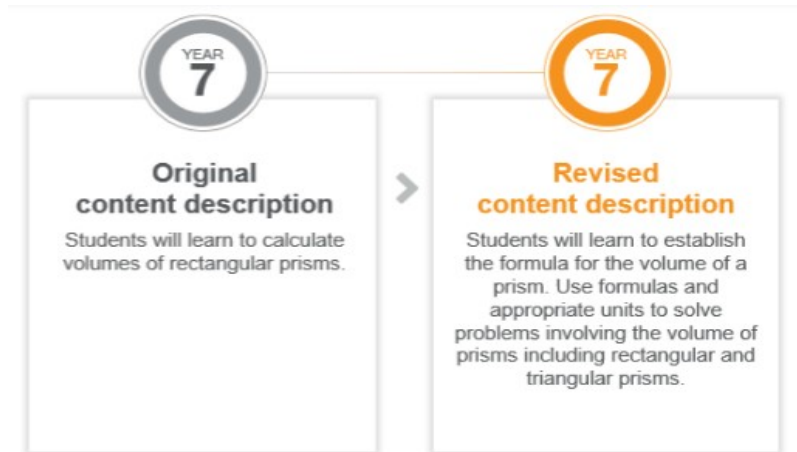 YEAR
7
Original
content description
Students will learn to calculate
volumes of rectangular prisms.
YEAR
7
Revised
content description
Students will learn to establish
the formula for the volume of a
prism. Use formulas and
appropriate units to solve
problems involving the volume of
prisms including rectangular and
triangular prisms.